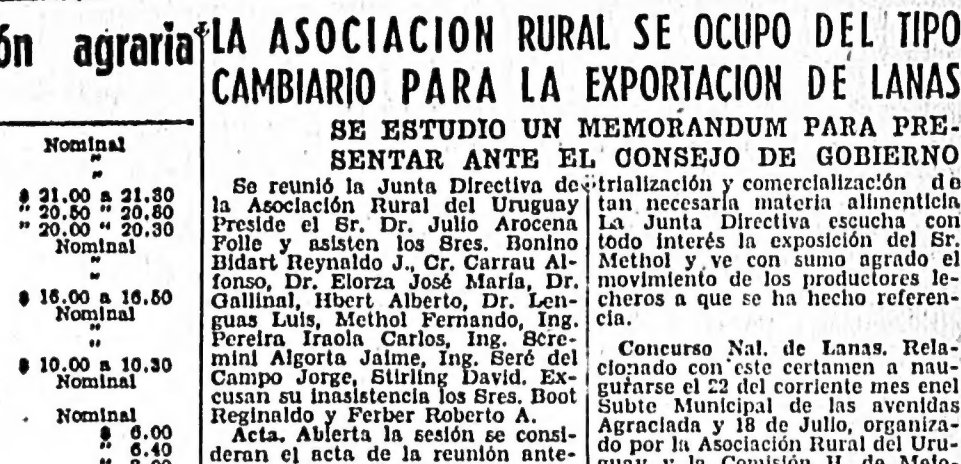 ón agraria
Nominal
"
"
$ 21.00 a 21.30
" 20.50 " 20.80
" 20.00 " 20.30
Nominal
"
"
$ 16.00 a 16.50
Nominal
"
$ 10.00 a 10.30
Nominal
Nominal
$ 6.00
" 6.40
LA ASOCIACION RURAL SE OCUPO DEL TIPO
CAMBIARIO PARA LA EXPORTACION DE LANAS
SE ESTUDIO UN MEMORANDUM PARA PRE-
SENTAR ANTE EL CONSEJO DE GOBIERNO
Se reunió la Junta Directiva de
la Asociación Rural del Uruguay
Preside el Sr. Dr. Julio Arocena
Folle y asisten los Sres. Bonino
Bidart Reynaldo J., Cr. Carrau Al-
fonso, Dr. Elorza José María, Dr.
Gallinal, Hbert Alberto, Dr. Len-
guas Luis, Methol Fernando, Ing.
Pereira Iraola Carlos, Ing. Scre-
mini Algorta Jaime, Ing. Seré del
Campo Jorge, Stirling David. Ex-
cusan su inasistencia los Sres. Boot
Reginaldo y Ferber Roberto A.
Acta. Abierta la sesión se consi-
deran el acta de la reunión ante-
trialización y comercialización de
tan necesaria materia alimenticia
La Junta Directiva escucha con
todo interés la exposición del Sr.
Methol y ve con sumo agrado el
movimiento de los productores le-
cheros a que se ha hecho referen-
cia.
Concurso Nal. de Lanas. Rela-
cionado con este certamen a nau-
gurarse el 22 del corriente mes enel
Subte Municipal de las avenidas
Agraciada y 18 de Julio, organiza-
do por la Asociación Rural del Uru-
guay y la Comisión H. de Mejo-